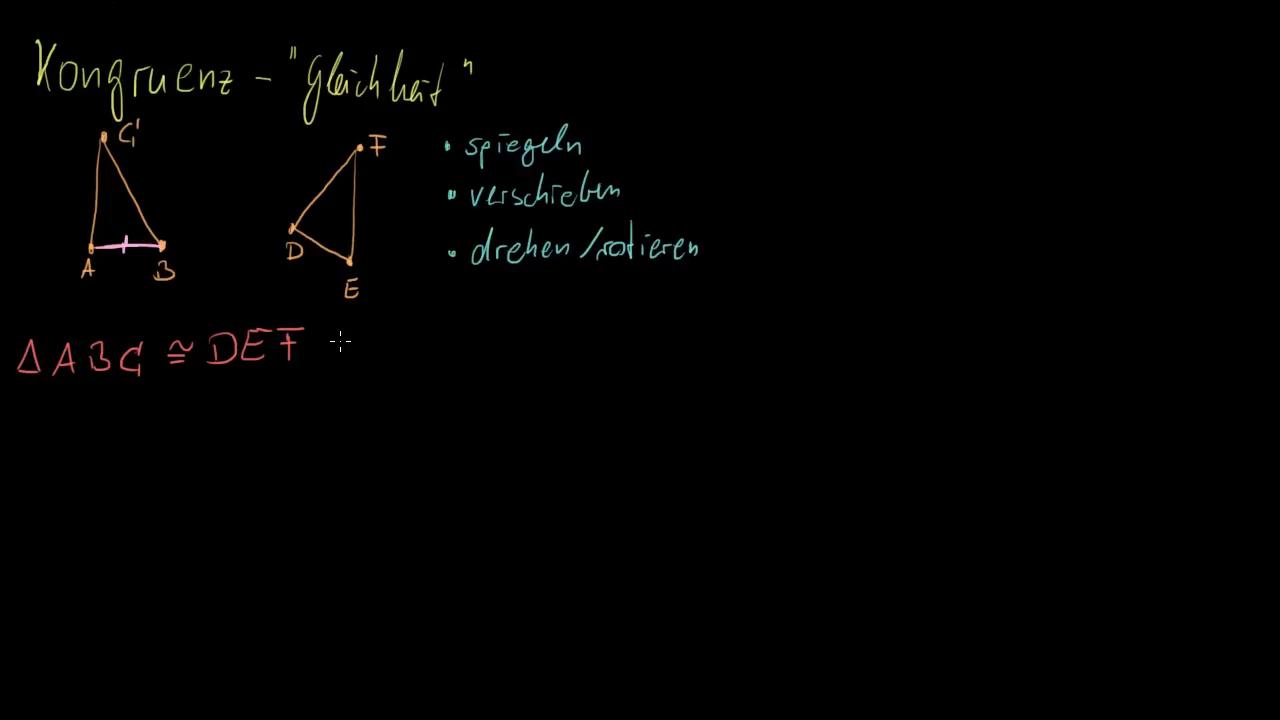 Kongruenz - "Gleichheit"
C
F
A
B
D
E
• spiegeln
• verschieben
• drehen/rotieren
Δ ABC ≅ DEF